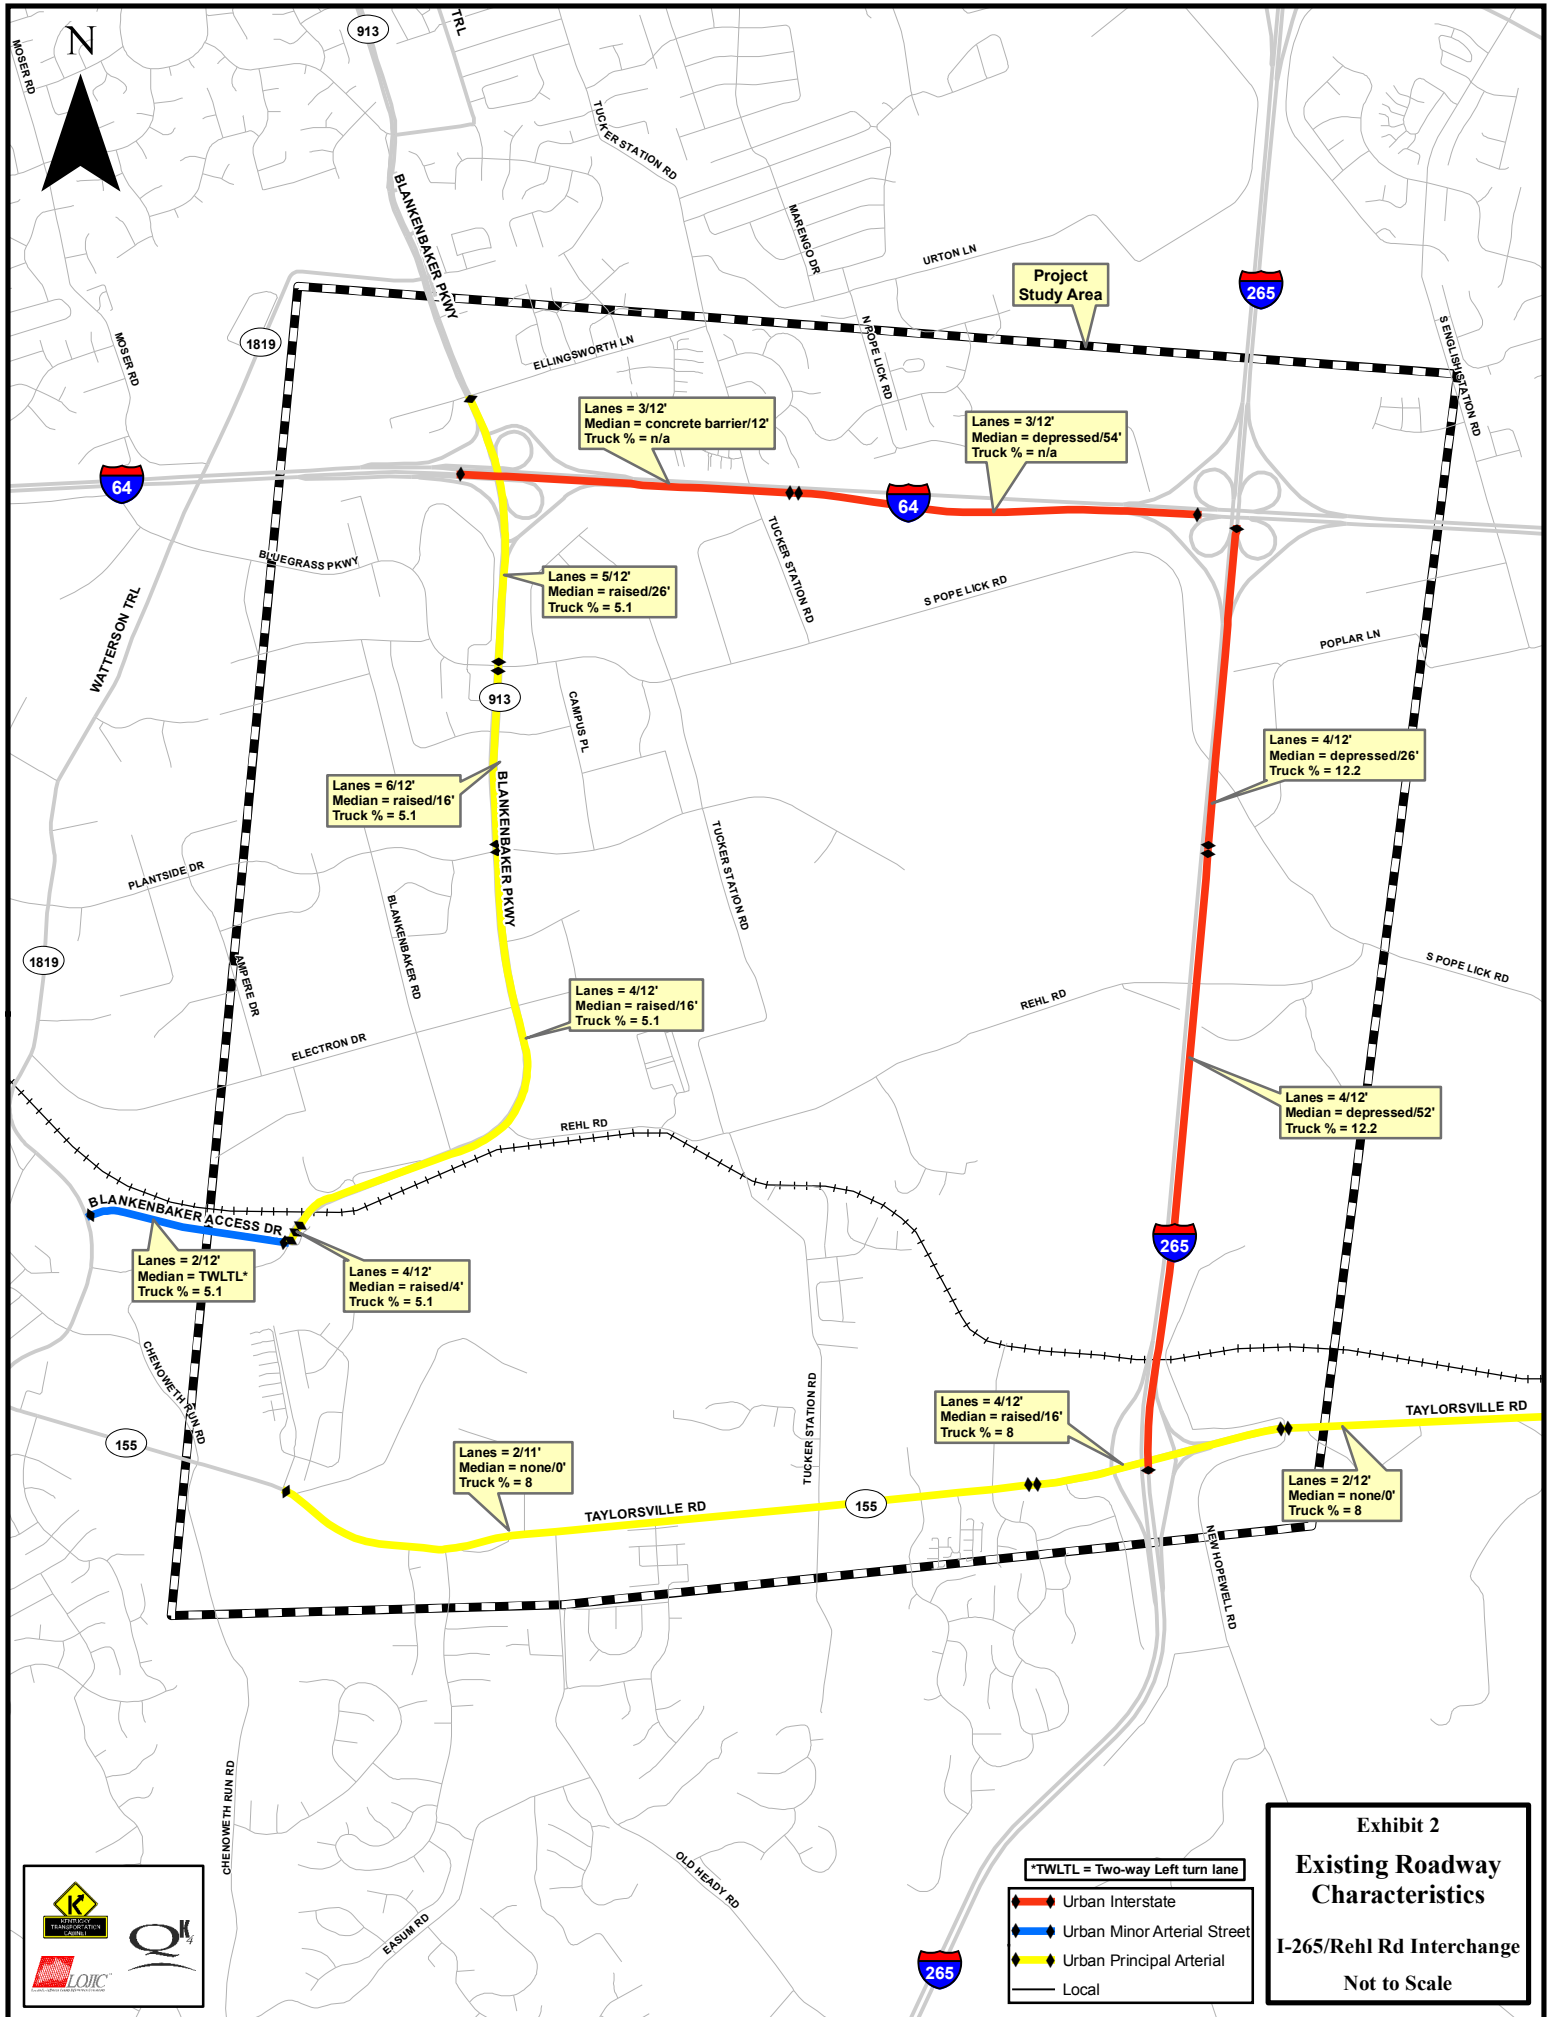 N
MOSER RD
913
TRL
TUCKER STATION RD
BLANKENBAKER PKWY
MARENGO DR
URTON LN
Project
Study Area
265
1819
MOSER RD
ELLINGSWORTH LN
N POPE LICK RD
S ENGLISH STATION RD
Lanes = 3/12'
Median = concrete barrier/12'
Truck % = n/a
Lanes = 3/12'
Median = depressed/54'
Truck % = n/a
64
64
BLUEGRASS PKWY
TUCKER STATION RD
Lanes = 5/12'
Median = raised/26'
Truck % = 5.1
S POPE LICK RD
WATTERSON TRL
POPLAR LN
913
CAMPUS PL
Lanes = 4/12'
Median = depressed/26'
Truck % = 12.2
Lanes = 6/12'
Median = raised/16'
Truck % = 5.1
BLANKENBAKER PKWY
TUCKER STATION RD
PLANTSIDE DR
BLANKENBAKER RD
1819
AMPERE DR
S POPE LICK RD
Lanes = 4/12'
Median = raised/16'
Truck % = 5.1
REHL RD
ELECTRON DR
Lanes = 4/12'
Median = depressed/52'
Truck % = 12.2
REHL RD
BLANKENBAKER ACCESS DR
265
Lanes = 2/12'
Median = TWLTL*
Truck % = 5.1
Lanes = 4/12'
Median = raised/4'
Truck % = 5.1
CHENOWETH RUN RD
TUCKER STATION RD
Lanes = 4/12'
Median = raised/16'
Truck % = 8
TAYLORSVILLE RD
155
Lanes = 2/11'
Median = none/0'
Truck % = 8
Lanes = 2/12'
Median = none/0'
Truck % = 8
TAYLORSVILLE RD
155
NEW HOPEWELL RD
CHENOWETH RUN RD
OLD HEADY RD
EASUM RD
265
*TWLTL = Two-way Left turn lane
Urban Interstate
Urban Minor Arterial Street
Urban Principal Arterial
Local
Exhibit 2
Existing Roadway
Characteristics
I-265/Rehl Rd Interchange
Not to Scale
KENTUCKY
TRANSPORTATION
CABINET
QK4
LOJIC